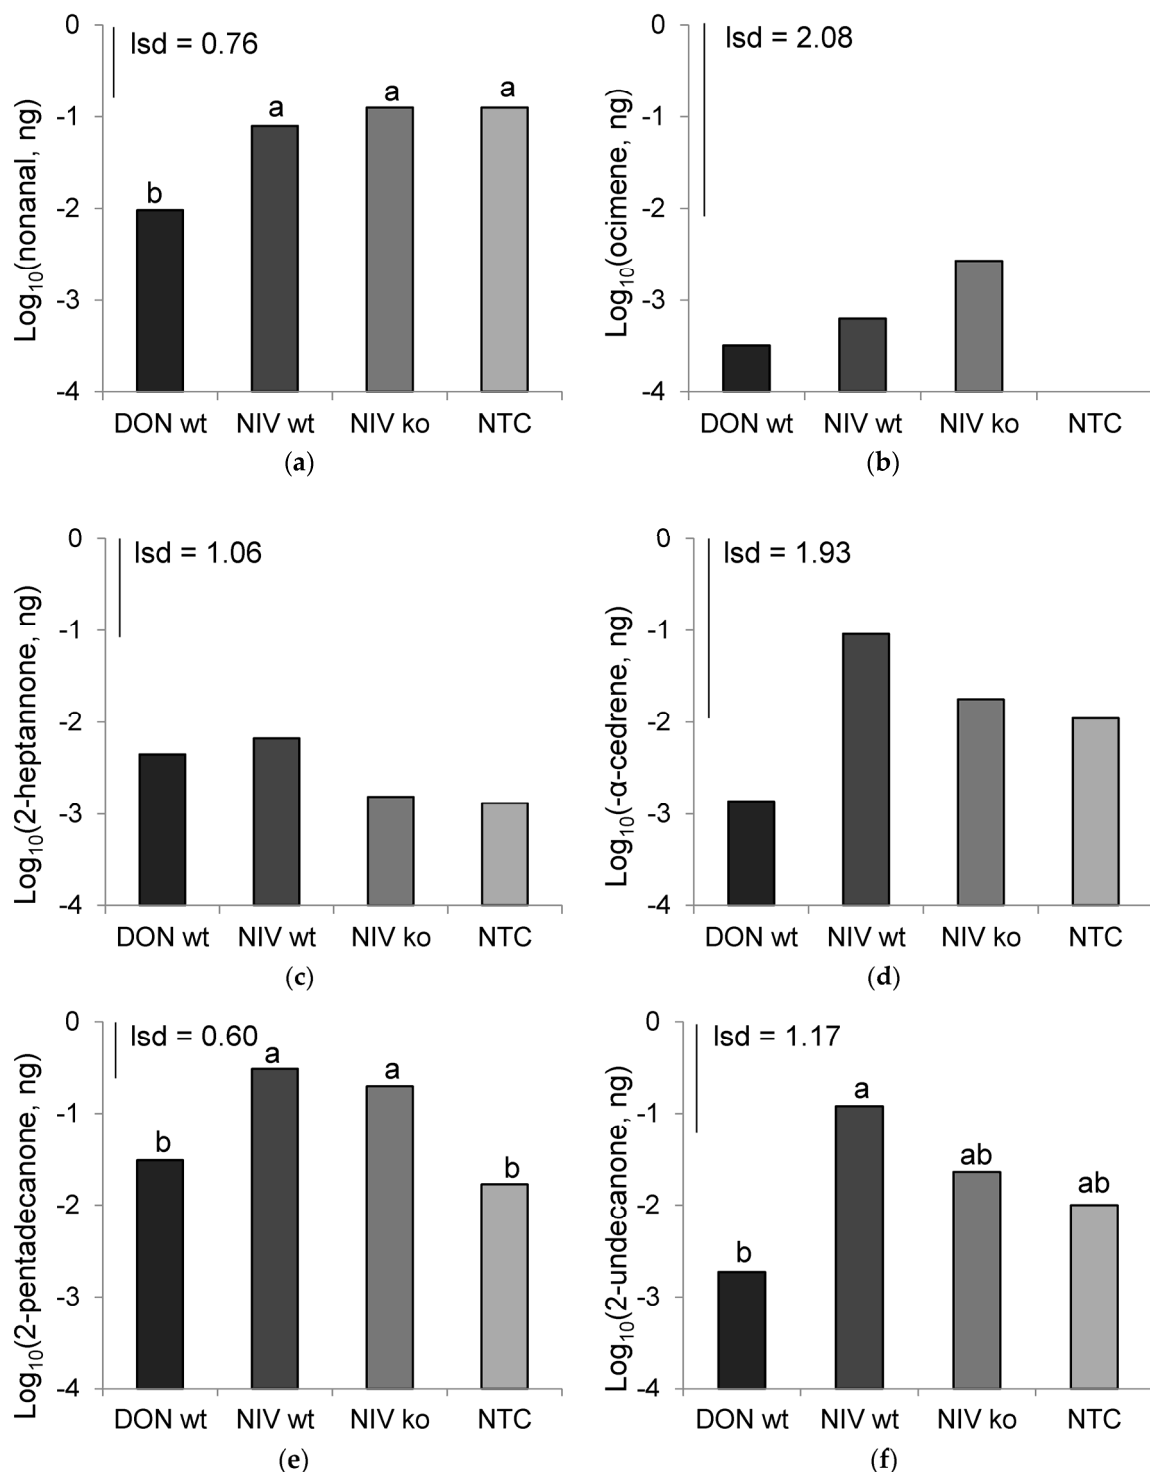 Log10(nonanal, ng)
0
-1
-2
-3
-4
lsd = 0.76
b
a
a
a
DON wt NIV wt NIV ko NTC
(a)
Log10(ocimene, ng)
0
-1
-2
-3
-4
lsd = 2.08
DON wt NIV wt NIV ko NTC
(b)
Log10(2-heptannone, ng)
0
-1
-2
-3
-4
lsd = 1.06
DON wt NIV wt NIV ko NTC
(c)
Log10(-α-cedrene, ng)
0
-1
-2
-3
-4
lsd = 1.93
DON wt NIV wt NIV ko NTC
(d)
Log10(2-pentadecanone, ng)
0
-1
-2
-3
-4
lsd = 0.60
b
a
a
b
DON wt NIV wt NIV ko NTC
(e)
Log10(2-undecanone, ng)
0
-1
-2
-3
-4
lsd = 1.17
b
a
ab
ab
DON wt NIV wt NIV ko NTC
(f)